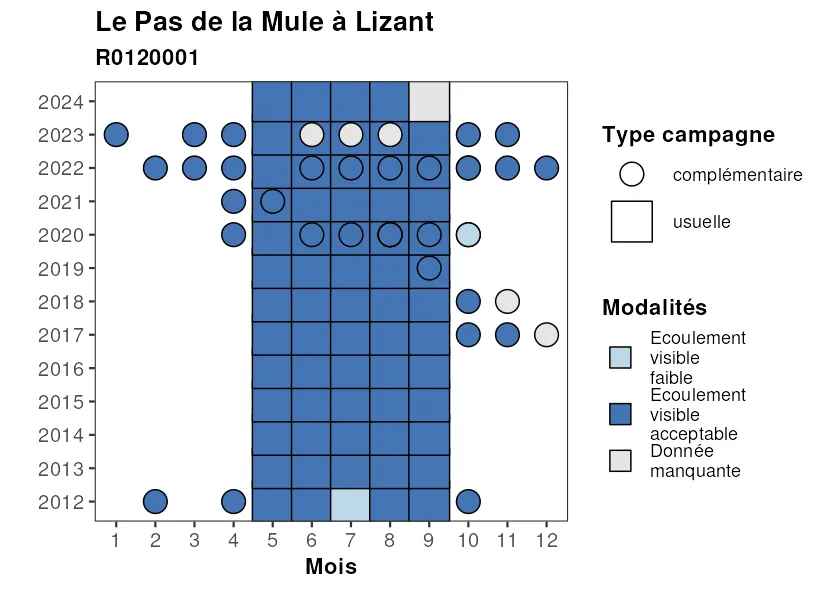 Le Pas de la Mule à Lizant
R0120001
2024
2023
2022
2021
2020
2019
2018
2017
2016
2015
2014
2013
2012
1 2 3 4 5 6 7 8 9 10 11 12
Mois
Type campagne
complémentaire
usuelle
Modalités
Ecoulement
visible
faible
Ecoulement
visible
acceptable
Donnée
manquante